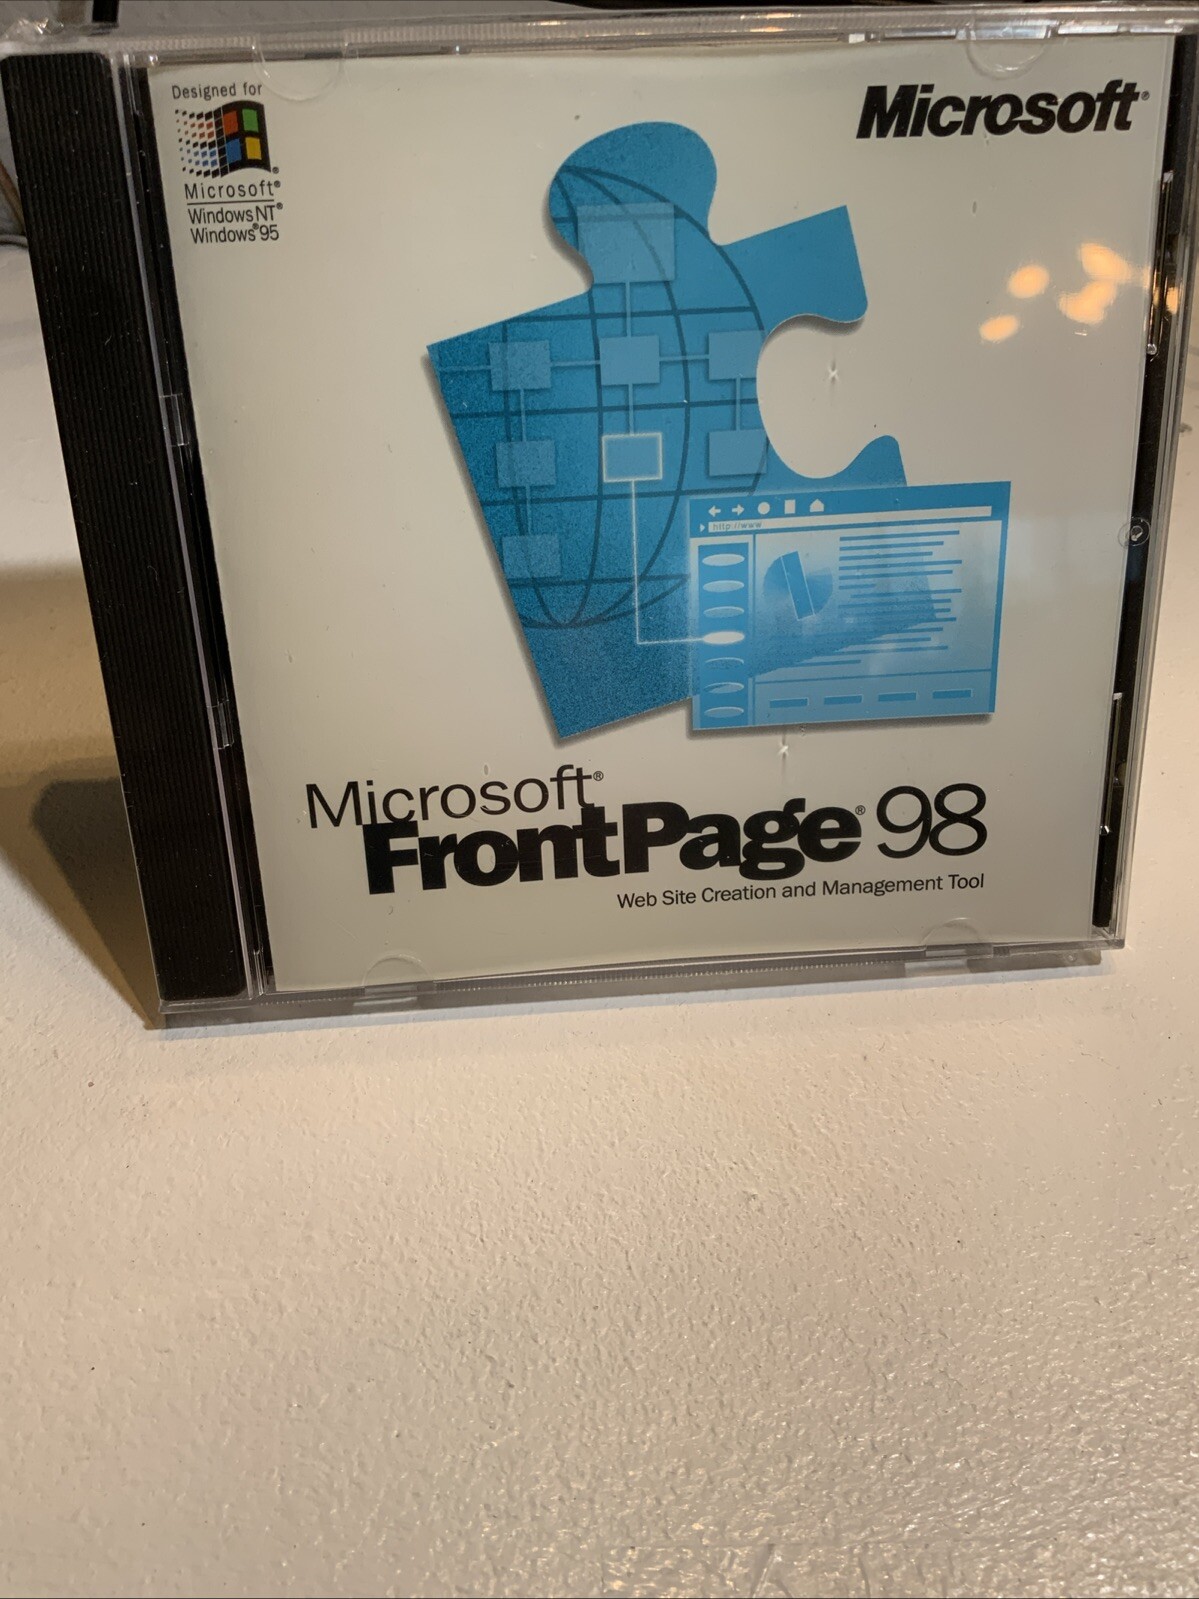 Designed for
Microsoft®
Windows NT®
Windows®95
Microsoft®
http://www
Microsoft®
FrontPage® 98
Web Site Creation and Management Tool